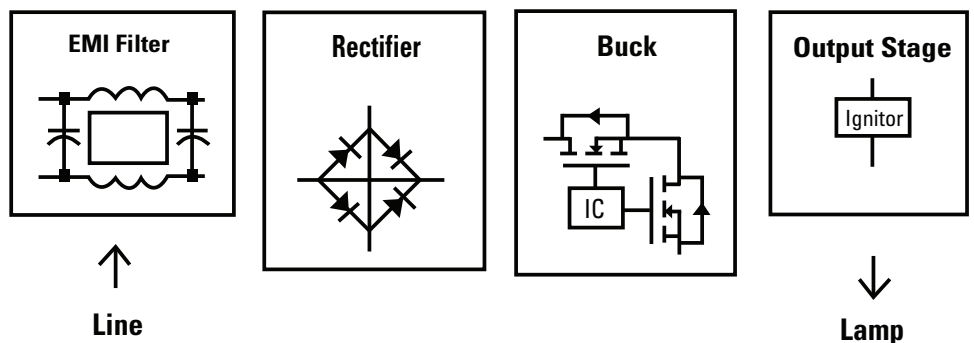 EMI Filter
Rectifier
Buck
Output Stage
Ignitor
IC
Line
Lamp